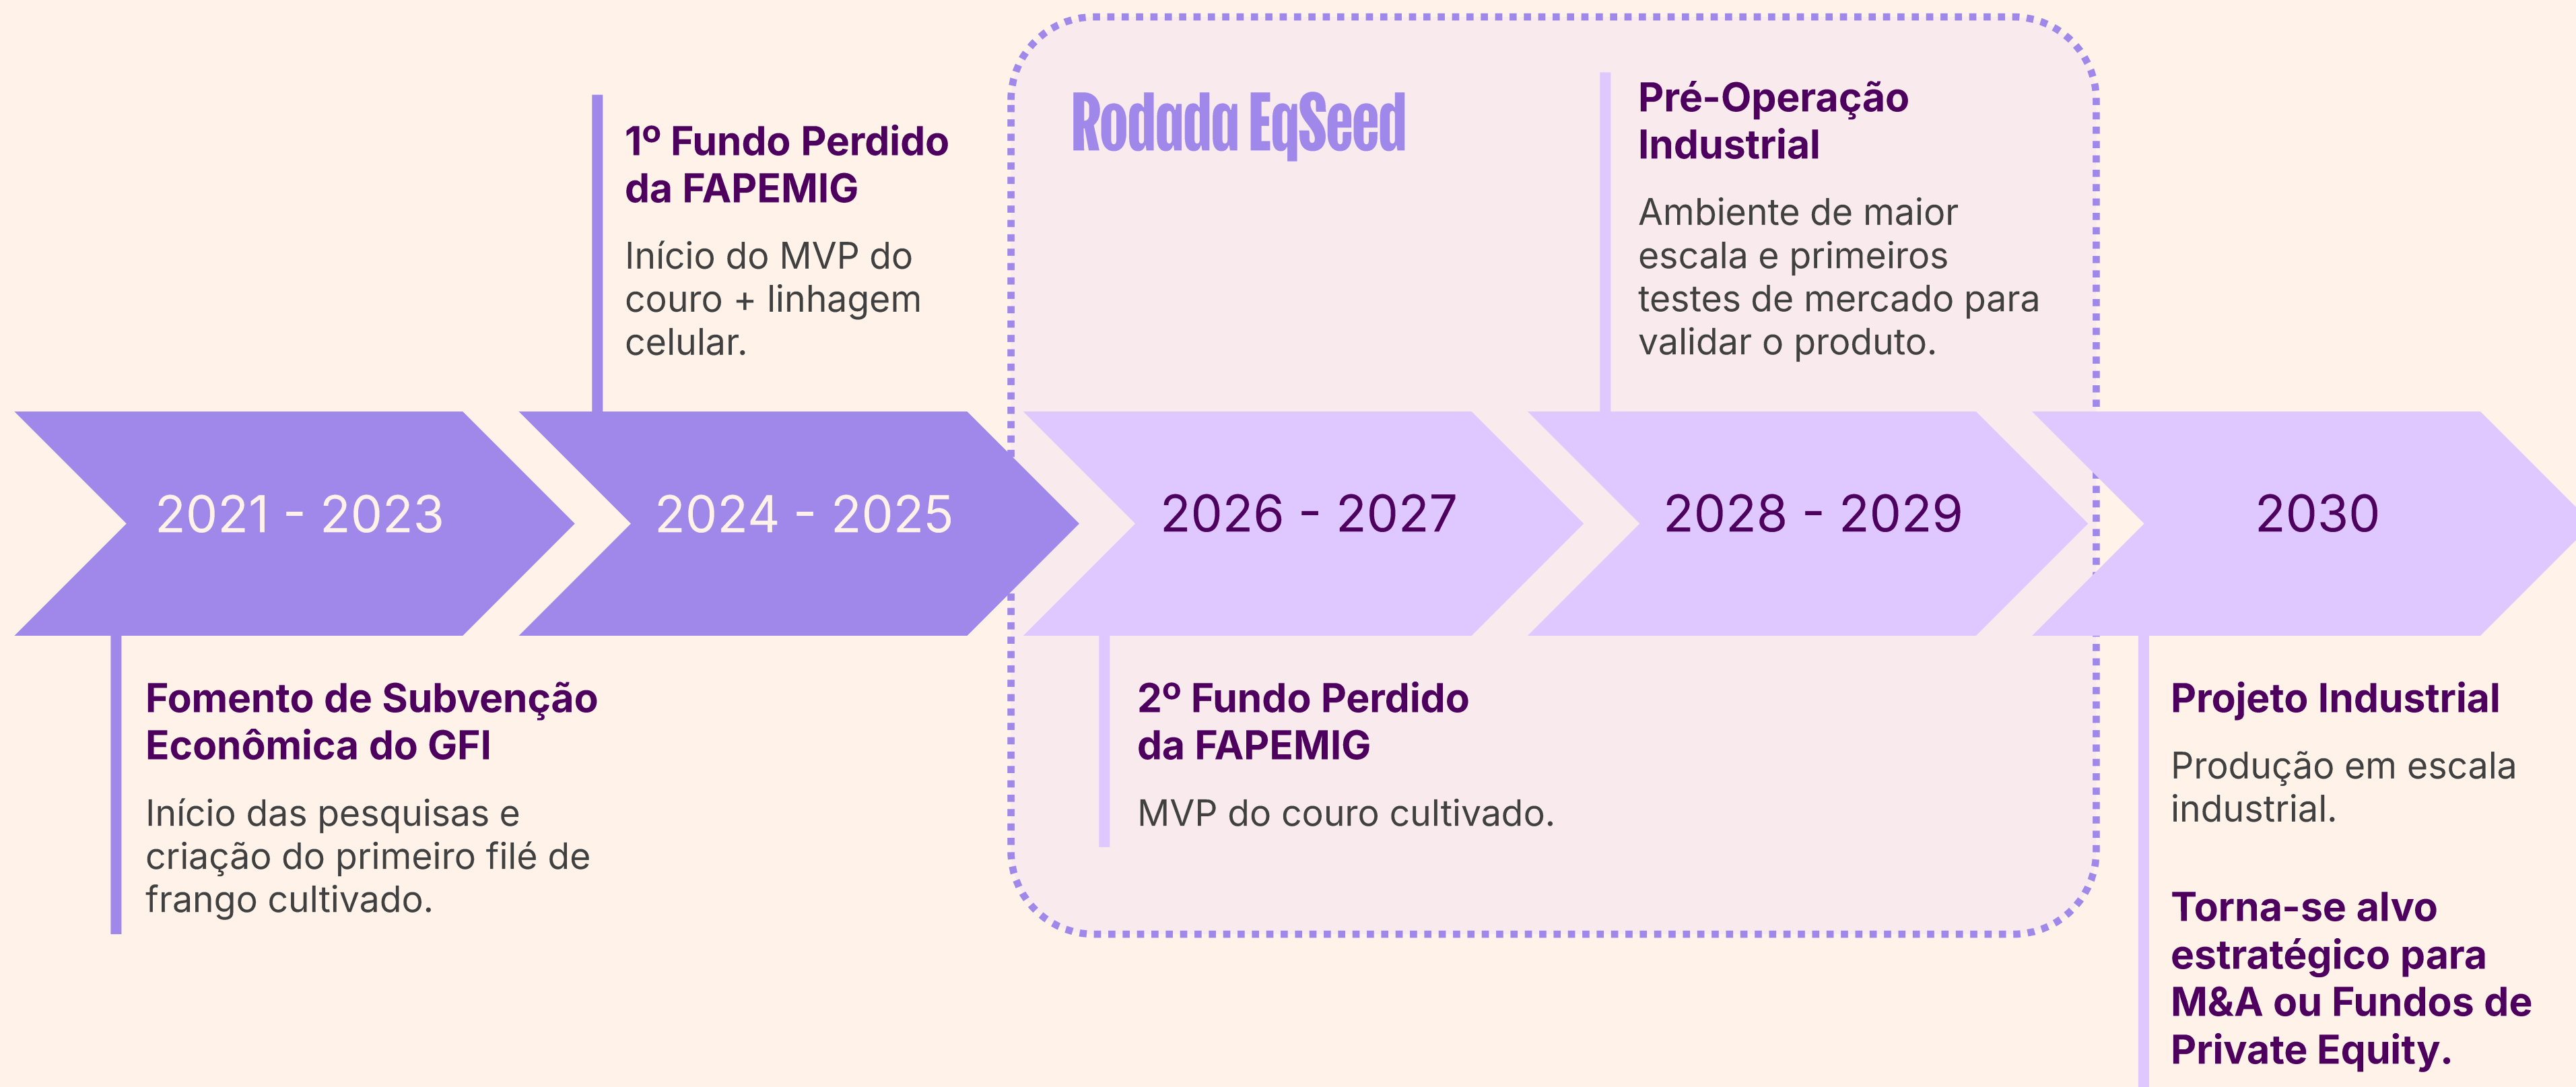 Rodada EqSeed
1º Fundo Perdido
da FAPEMIG
Início do MVP do
couro + linhagem
celular.
Pré-Operação
Industrial
Ambiente de maior
escala e primeiros
testes de mercado para
validar o produto.
2021 - 2023
2024 - 2025
2026 - 2027
2028 - 2029
2030
Fomento de Subvenção
Econômica do GFI
Início das pesquisas e
criação do primeiro filé de
frango cultivado.
2º Fundo Perdido
da FAPEMIG
MVP do couro cultivado.
Projeto Industrial
Produção em escala
industrial.
Torna-se alvo
estratégico para
M&A ou Fundos de
Private Equity.